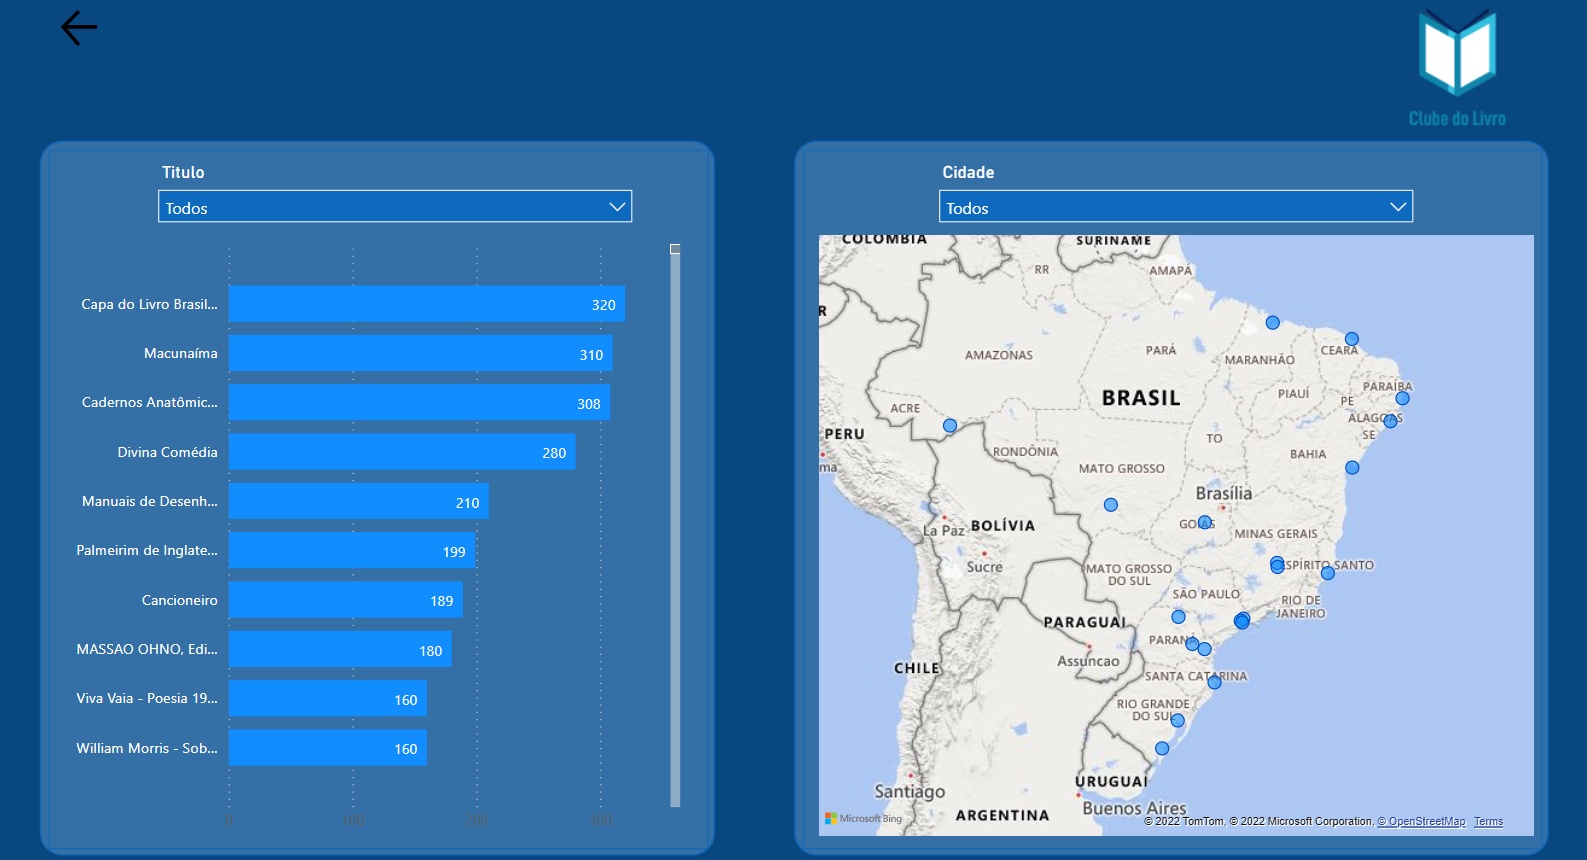 Clube do Livro
Titulo
Todos
Capa do Livro Brasil... 320
Macunaíma 310
Cadernos Anatômic... 308
Divina Comédia 280
Manuais de Desenh... 210
Palmeirim de Inglate... 199
Cancioneiro 189
MASSAO OHNO, Edi... 180
Viva Vaia - Poesia 19... 160
William Morris - Sob... 160
0 100 200 300
Cidade
Todos
COLOMBIA
SURINAME
RR
AMAPÁ
R
AMAZONAS
PARÁ
MARANHÃO
CEARÁ
BRASIL
PIAUÍ
PARAÍBA
PE
ACRE
ALAGOAS
PERU
TO
SE
ma
RONDÔNIA
MATO GROSSO
BAHIA
Brasília
La Paz
BOLÍVIA
GOIÁS
MINAS GERAIS
Sucre
MATO GROSSO
DO SUL
ESPÍRITO SANTO
SÃO PAULO
RIO DE
JANEIRO
PARAGUAI
PARANÁ
Assuncao
CHILE
SANTA CATARINA
RIO GRANDE
DO SUL
URUGUAI
Santiago
Buenos Aires
ARGENTINA
Microsoft Bing
© 2022 TomTom, © 2022 Microsoft Corporation, © OpenStreetMap Terms